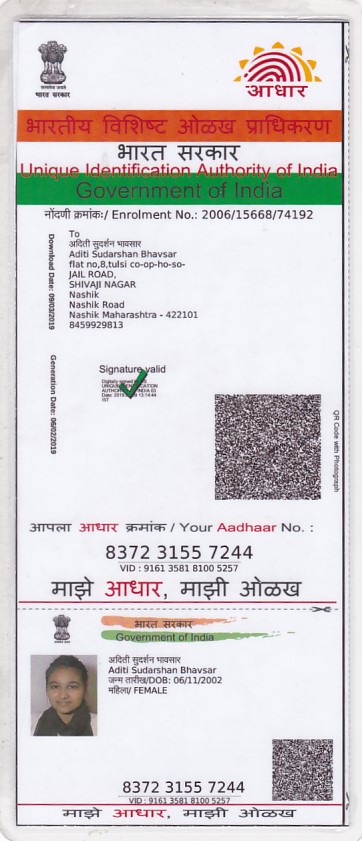 सत्यमेव जयते
भारत सरकार
आधार
भारतीय विशिष्ट ओळख प्राधिकरण
भारत सरकार
Unique Identification Authority of India
Government of India
नोंदणी क्रमांकः/ Enrolment No.: 2006/15668/74192
Download Date: 09/03/2019
To
अदिती सुदर्शन भावसार
Aditi Sudarshan Bhavsar
flat no,8,tulsi co-op-ho-so-
JAIL ROAD,
SHIVAJI NAGAR
Nashik
Nashik Road
Nashik Maharashtra - 422101
8459929813
Generation Date: 06/02/2019
Signature valid
Digitally signed
UNIQUE IDENTIFICATION
AUTHORITY INDIA 03
13:14:44
IST
QR Code with Photograph
आपला आधार क्रमांक / Your Aadhaar No. :
8372 3155 7244
VID : 9161 3581 8100 5257
माझे आधार, माझी ओळख
भारत सरकार
Government of India
अदिती सुदर्शन भावसार
Aditi Sudarshan Bhavsar
जन्म तारीख/DOB: 06/11/2002
महिला/ FEMALE
8372 3155 7244
VID : 9161 3581 8100 5257
माझे आधार, माझी ओळख